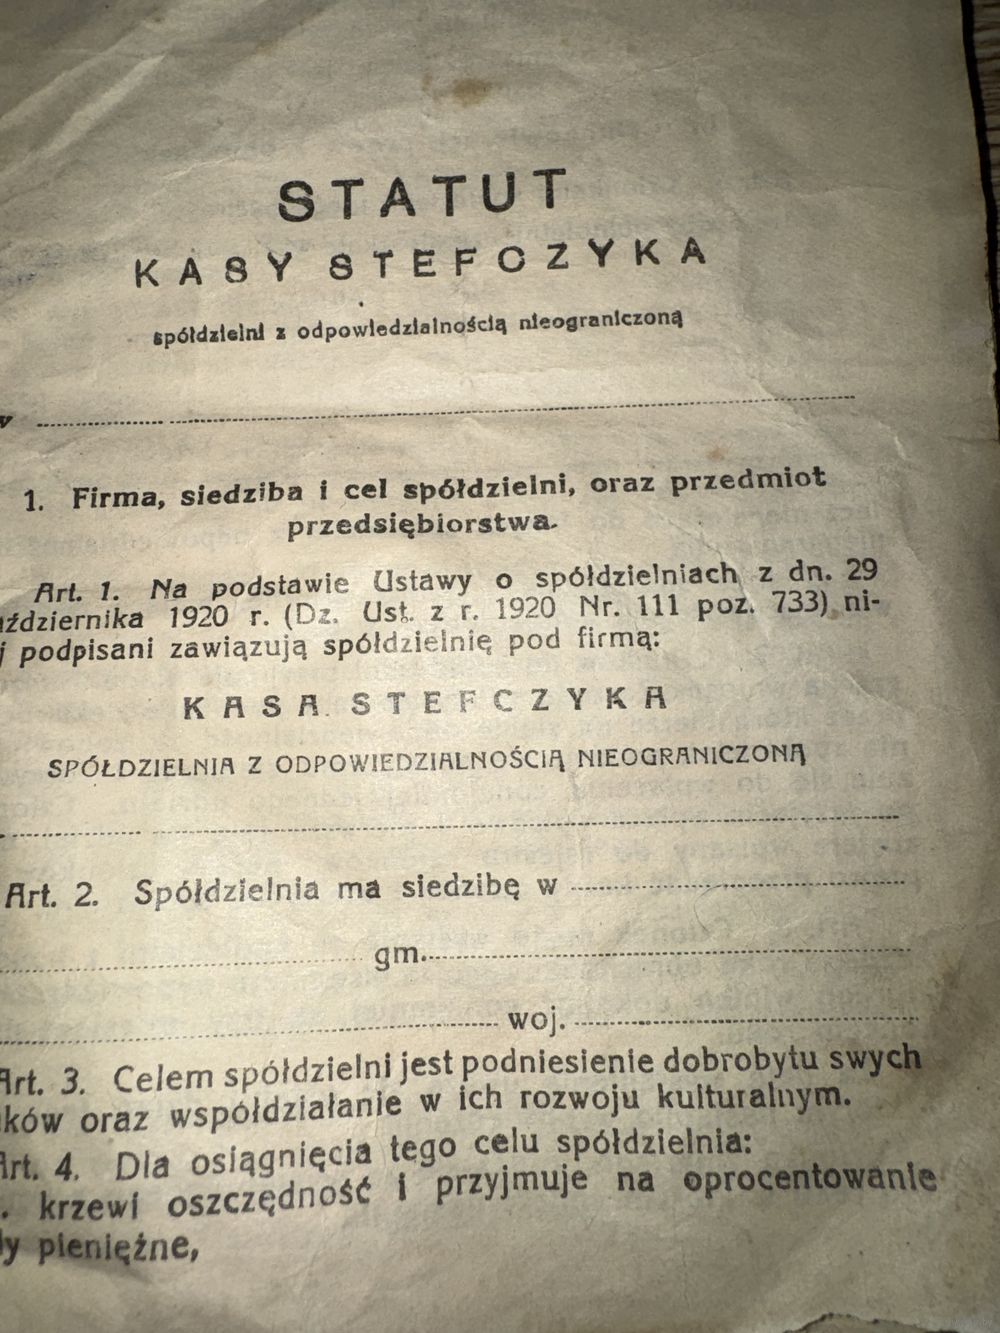 STATUT
KASY STEFCZYKA
spółdzielni z odpowiedzialnością nieograniczoną
w
1. Firma, siedziba i cel spółdzielni, oraz przedmiot
przedsiębiorstwa.
Art. 1. Na podstawie Ustawy o spółdzielniach z dn. 29
aździernika 1920 r. (Dz. Ust. z r. 1920 Nr. 111 poz. 733) ni-
j podpisani zawiązują spółdzielnię pod firmą:
KASA STEFCZYKA
SPÓŁDZIELNIA Z ODPOWIEDZIALNOŚCIĄ NIEOGRANICZONĄ
Art. 2. Spółdzielnia ma siedzibę w
gm.
woj.
Art. 3. Celem spółdzielni jest podniesienie dobrobytu swych
ków oraz współdziałanie w ich rozwoju kulturalnym.
Art. 4. Dla osiągnięcia tego celu spółdzielnia:
. krzewi oszczędność i przyjmuje na oprocentowanie
dy pieniężne,